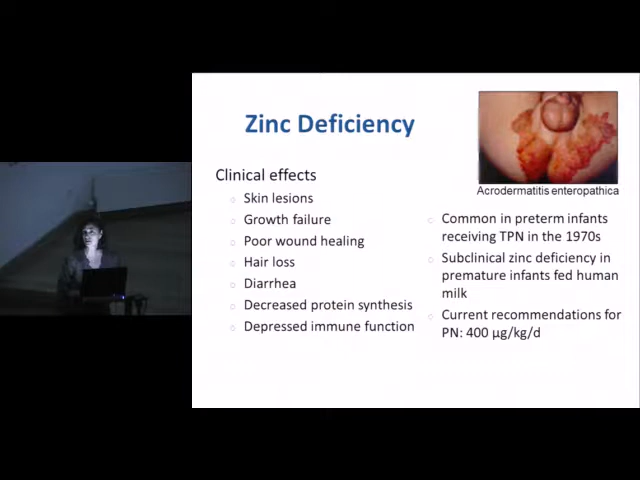 Zinc Deficiency
Clinical effects
Skin lesions
Growth failure
Poor wound healing
Hair loss
Diarrhea
Decreased protein synthesis
Depressed immune function
Acrodermatitis enteropathica
Common in preterm infants
receiving TPN in the 1970s
Subclinical zinc deficiency in
premature infants fed human
milk
Current recommendations for
PN: 400 μg/kg/d